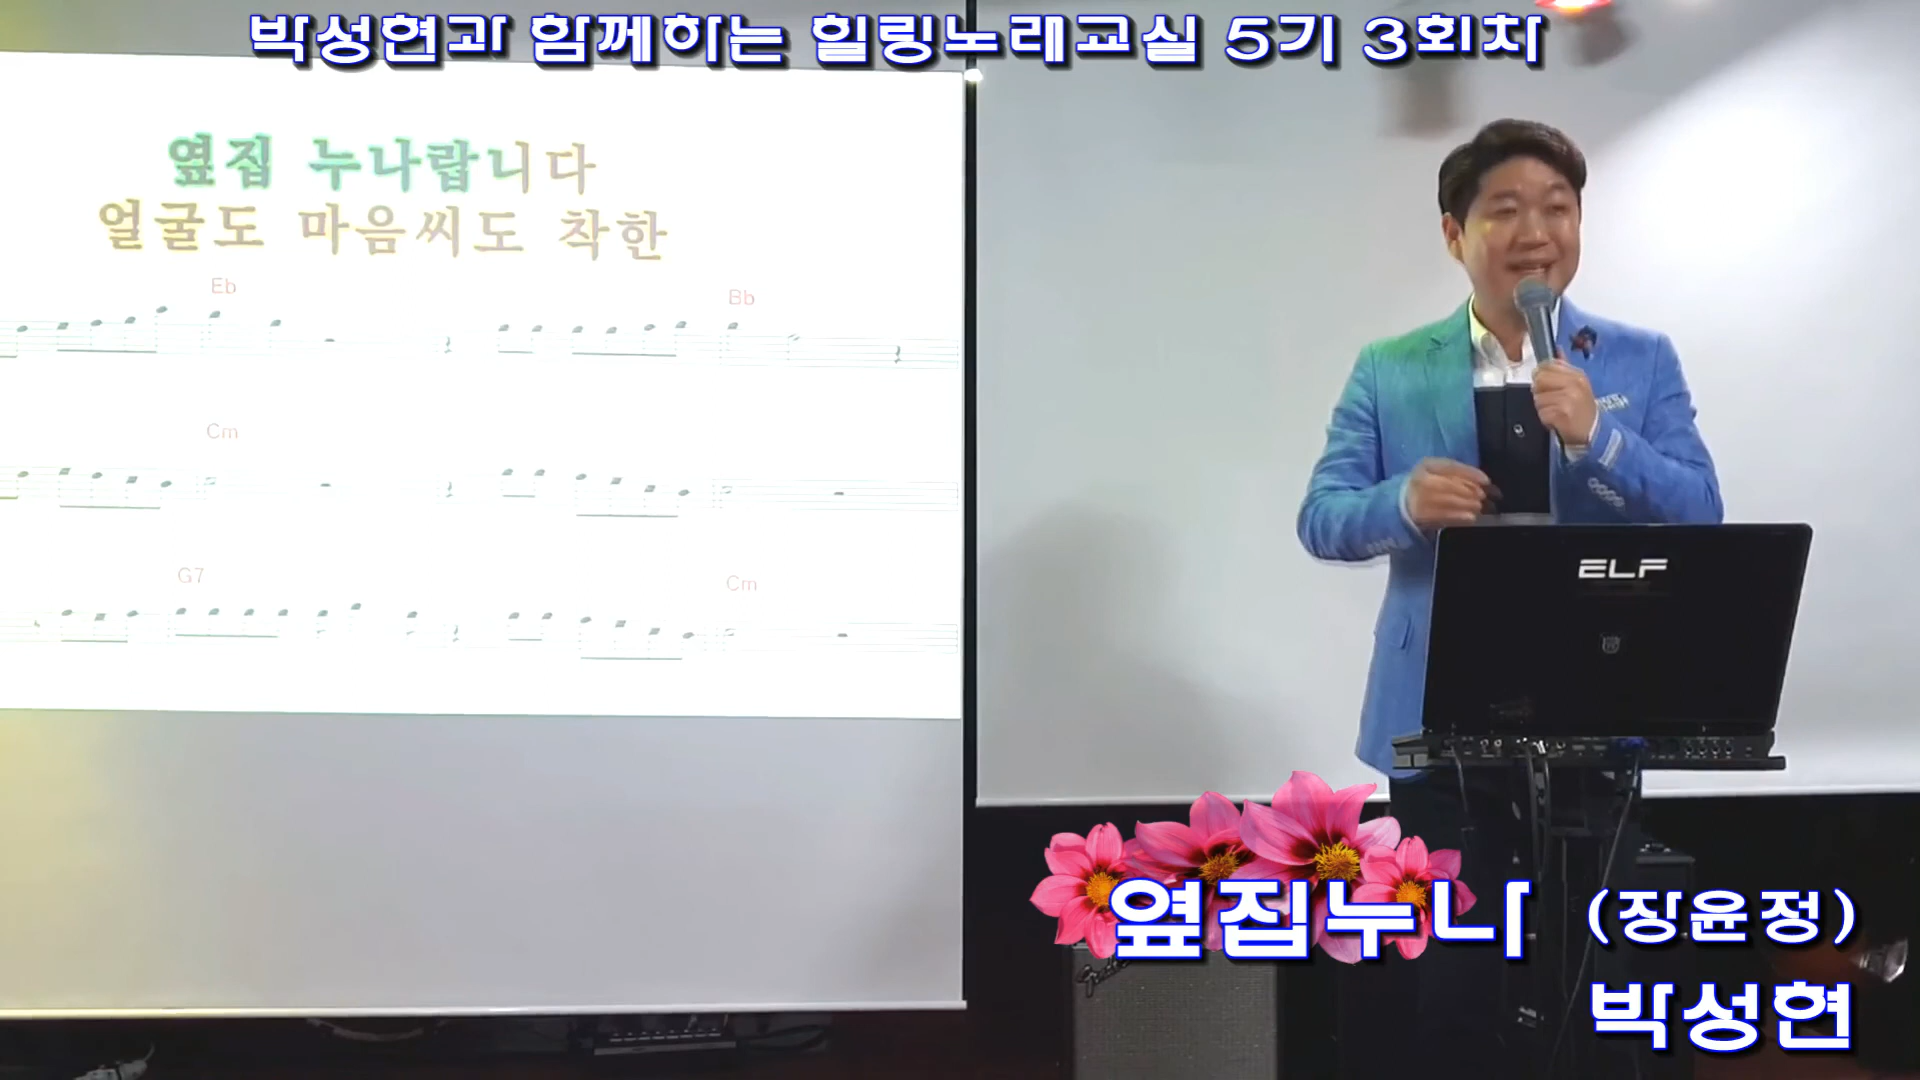 박성현과 함께하는 힐링노래교실 5기 3회차
옆집 누나랍니다
얼굴도 마음씨도 착한
Eb
Bb
Cm
G7
Cm
ELF
옆집누나 (장윤정)
박성현